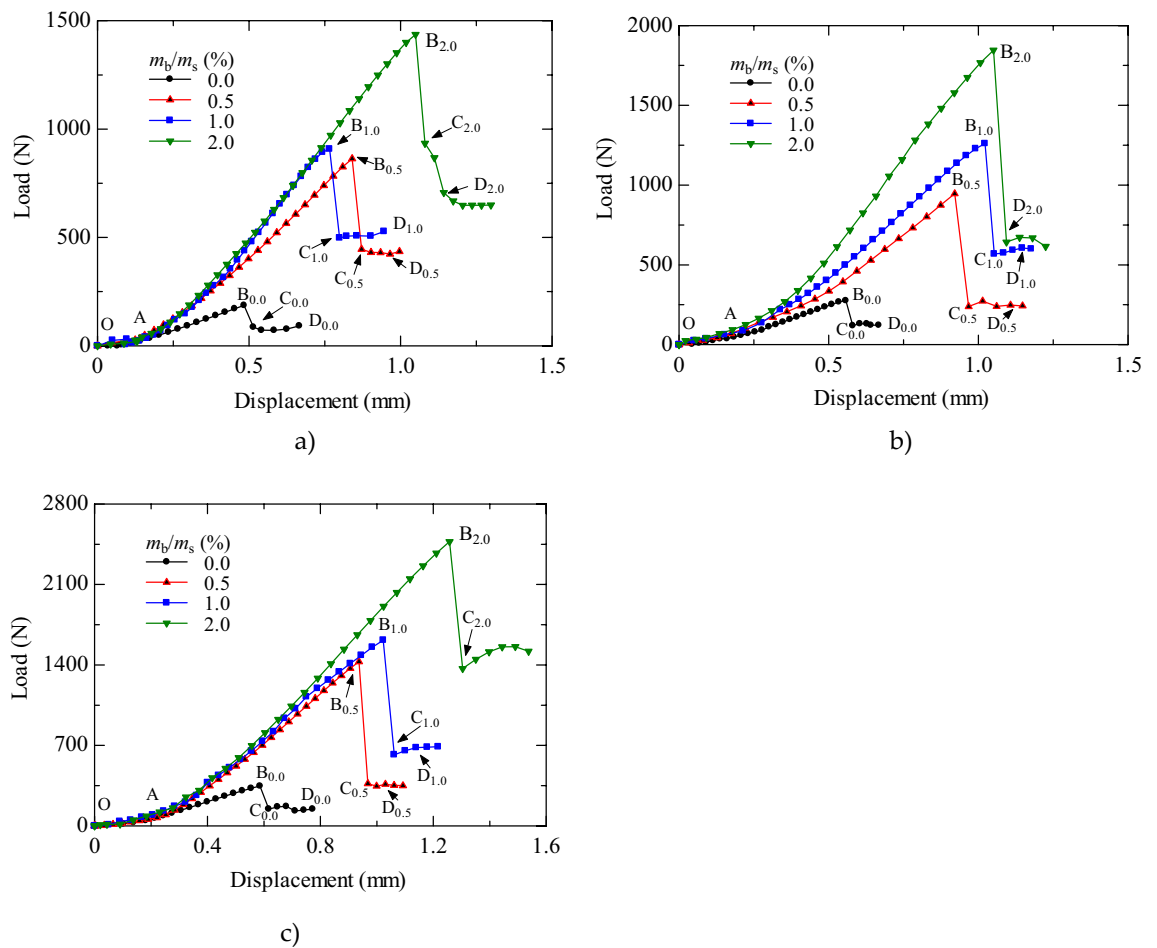 1500
1000
500
0
Load (N)
m_b/m_s (%)
0.0
0.5
1.0
2.0
B_2.0
B_1.0
B_0.5
C_2.0
D_2.0
C_1.0
D_1.0
C_0.5
D_0.5
B_0.0
C_0.0
D_0.0
O
A
0
0.5
1.0
1.5
Displacement (mm)
a)
2000
1500
1000
500
250
0
Load (N)
m_b/m_s (%)
0.0
0.5
1.0
2.0
B_2.0
B_1.0
B_0.5
D_2.0
C_1.0
D_1.0
B_0.0
C_0.5
D_0.5
C_0.0
D_0.0
O
A
0
0.5
1.0
1.5
Displacement (mm)
b)
2800
2100
1400
700
0
Load (N)
m_b/m_s (%)
0.0
0.5
1.0
2.0
B_2.0
B_1.0
C_2.0
B_0.5
C_1.0
D_1.0
B_0.0
C_0.5
D_0.5
C_0.0
D_0.0
O
A
0
0.4
0.8
1.2
1.6
Displacement (mm)
c)